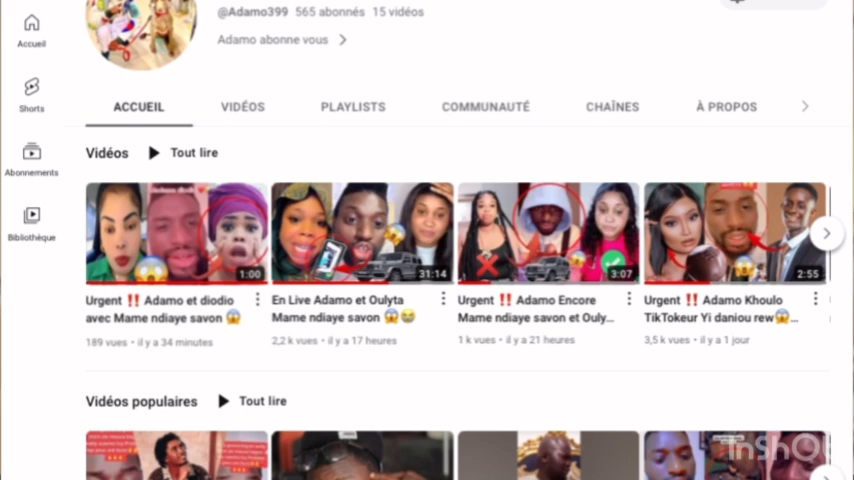 @Adamo399 565 abonnés 15 vidéos
Adamo abonne vous
Accueil
Shorts
Abonnements
Bibliothèque
ACCUEIL VIDÉOS PLAYLISTS COMMUNAUTÉ CHAÎNES À PROPOS
Vidéos Tout lire
1:00
31:14
3:07
2:55
Urgent ‼️ Adamo et diodio
avec Mame ndiaye savon 😱
189 vues • il y a 34 minutes
En Live Adamo et Oulyta
Mame ndiaye savon 😱😂
2,2 k vues • il y a 17 heures
Urgent ‼️ Adamo Encore
Mame ndiaye savon et Ouly...
1 k vues • il y a 21 heures
Urgent ‼️ Adamo Khoulo
TikTokeur Yi daniou rew😱...
3,5 k vues • il y a 1 jour
Vidéos populaires Tout lire
InShOt